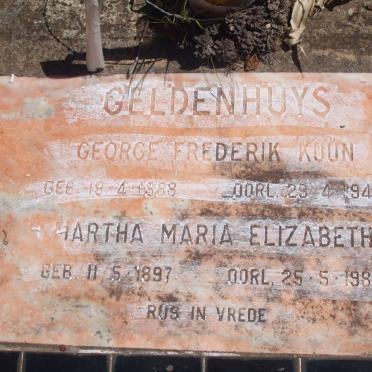 GELDENHUYS
GEORGE FREDERIK KÜHN
GEB. 19·4·1888 OORL. 23·4·194
MARTHA MARIA ELIZABETH
GEB. 11·5·1897 OORL. 25·5·198
RUS IN VREDE